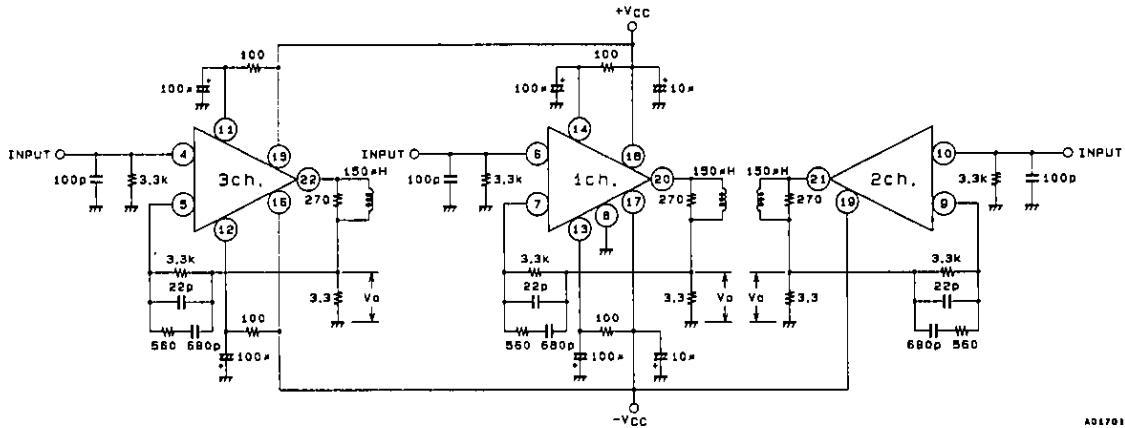 +VCC
100
100
100µ +
100µ +
10µ +
11
14
INPUT
4
15
INPUT
6
18
10
INPUT
100p
3.3k
3ch.
22
150µH
100p
3.3k
1ch.
20
150µH
150µH
21
2ch.
3.3k
100p
5
16
270
7
17
270
270
19
9
12
13
8
3.3k
3.3k
3.3k
22p
3.3
Vo
22p
3.3
Vo
Vo
3.3
22p
560
680p
100
560
680p
100
680p
560
100µ
+
100µ
+
10µ
+
-VCC